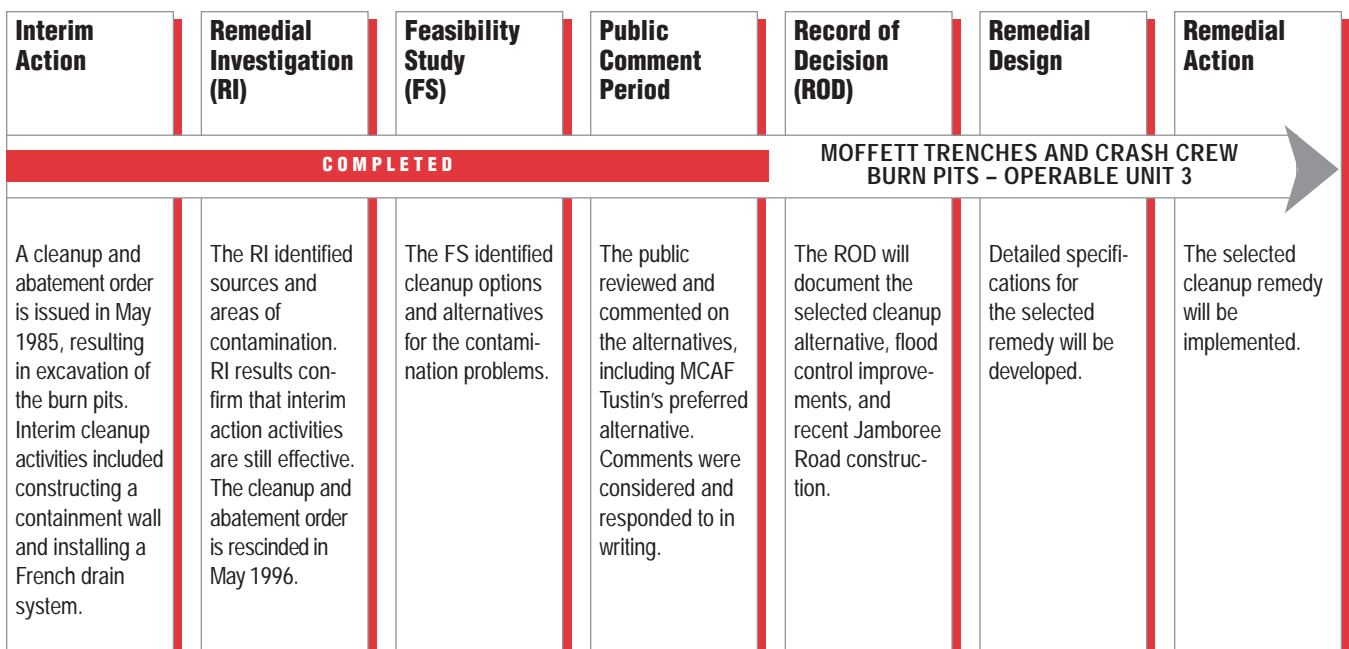 Interim
Action
Remedial
Investigation
(RI)
Feasibility
Study
(FS)
Public
Comment
Period
Record of
Decision
(ROD)
Remedial
Design
Remedial
Action
COMPLETED
MOFFETT TRENCHES AND CRASH CREW
BURN PITS – OPERABLE UNIT 3
A cleanup and
abatement order
is issued in May
1985, resulting
in excavation of
the burn pits.
Interim cleanup
activities included
constructing a
containment wall
and installing a
French drain
system.
The RI identified
sources and
areas of
contamination.
RI results con-
firm that interim
action activities
are still effective.
The cleanup and
abatement order
is rescinded in
May 1996.
The FS identified
cleanup options
and alternatives
for the contami-
nation problems.
The public
reviewed and
commented on
the alternatives,
including MCAF
Tustin's preferred
alternative.
Comments were
considered and
responded to in
writing.
The ROD will
document the
selected cleanup
alternative, flood
control improve-
ments, and
recent Jamboree
Road construc-
tion.
Detailed specifi-
cations for
the selected
remedy will be
developed.
The selected
cleanup remedy
will be
implemented.